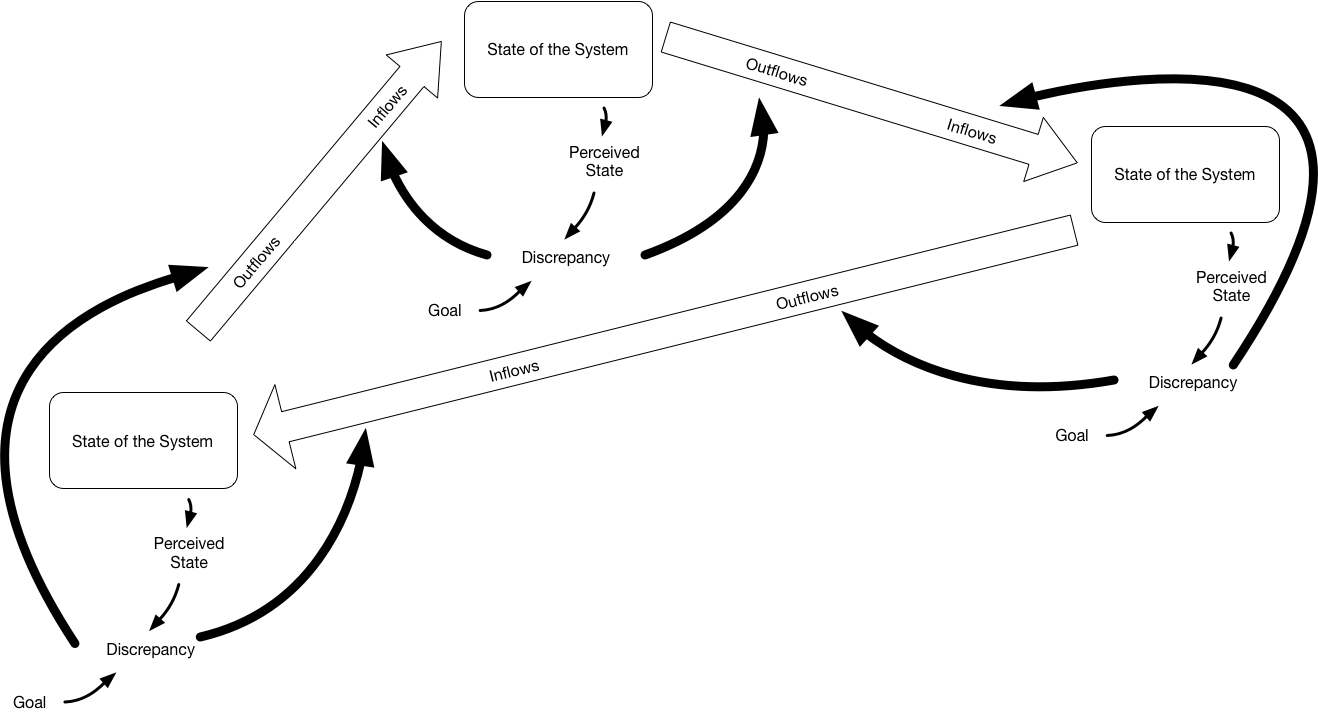 State of the System
Outflows
Inflows
Inflows
Perceived
State
Discrepancy
Goal
State of the System
Perceived
State
Discrepancy
Goal
Outflows
Outflows
Inflows
State of the System
Perceived
State
Discrepancy
Goal